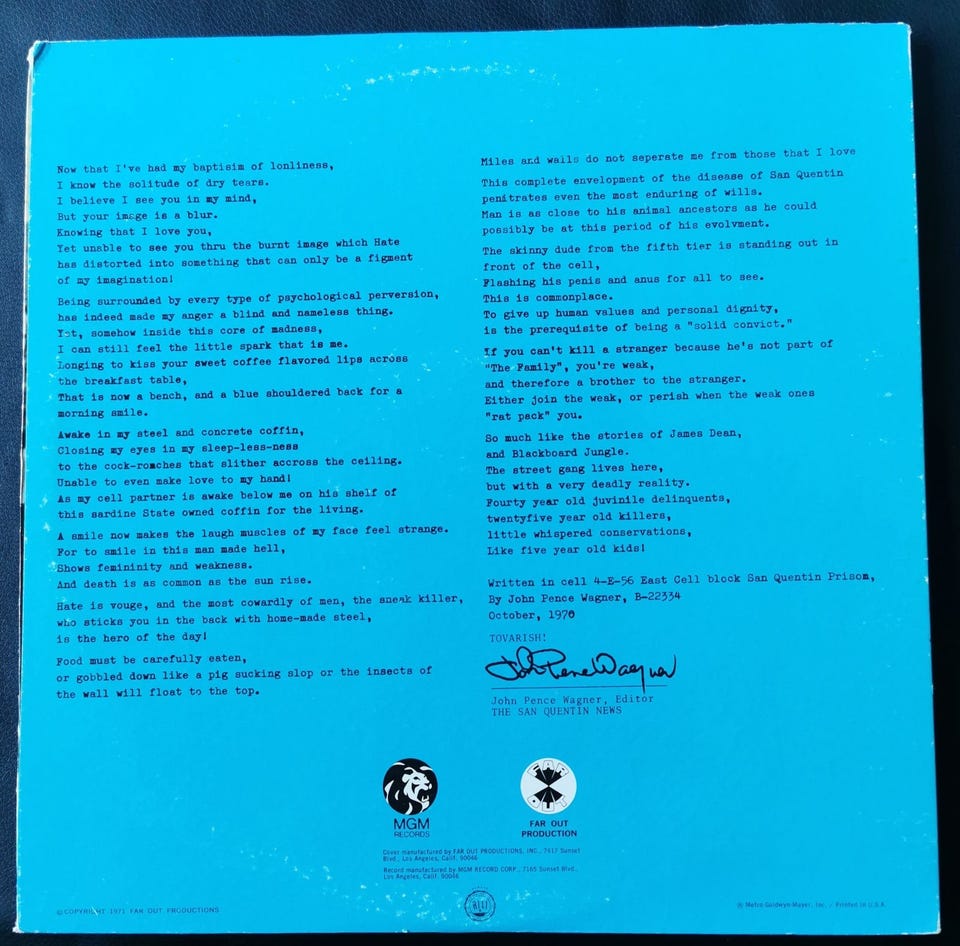 Now that I've had my baptisim of lonliness,
I know the solitude of dry tears.
I believe I see you in my mind,
But your image is a blur.
Knowing that I love you,
Yet unable to see you thru the burnt image which Hate
has distorted into something that can only be a figment
of my imagination!
Being surrounded by every type of psychological perversion,
has indeed made my anger a blind and nameless thing.
Yet, somehow inside this core of madness,
I can still feel the little spark that is me.
Longing to kiss your sweet coffee flavored lips across
the breakfast table,
That is now a bench, and a blue shouldered back for a
morning smile.
Awake in my steel and concrete coffin,
Closing my eyes in my sleep-less-ness
to the cock-roaches that slither accross the ceiling.
Unable to even make love to my hand!
As my cell partner is awake below me on his shelf of
this sardine State owned coffin for the living.
A smile now makes the laugh muscles of my face feel strange.
For to smile in this man made hell,
Shows femininity and weakness.
And death is as common as the sun rise.
Hate is vouge, and the most cowardly of men, the sneak killer,
who sticks you in the back with home-made steel,
is the hero of the day!
Food must be carefully eaten,
or gobbled down like a pig sucking slop or the insects of
the wall will float to the top.
Miles and walls do not seperate me from those that I love
This complete envelopment of the disease of San Quentin
penitrates even the most enduring of wills.
Man is as close to his animal ancestors as he could
possibly be at this period of his evolvment.
The skinny dude from the fifth tier is standing out in
front of the cell,
Flashing his penis and anus for all to see.
This is commonplace.
To give up human values and personal dignity,
is the prerequisite of being a "solid convict."
If you can't kill a stranger because he's not part of
"The Family", you're weak,
and therefore a brother to the stranger.
Either join the weak, or perish when the weak ones
"rat pack" you.
So much like the stories of James Dean,
and Blackboard Jungle.
The street gang lives here,
but with a very deadly reality.
Fourty year old juvinile delinquents,
twentyfive year old killers,
little whispered conservations,
Like five year old kids!
Written in cell 4-E-56 East Cell block San Quentin Prisom,
By John Pence Wagner, B-22334
October, 1970
TOVARISH!
John Pence Wagner
John Pence Wagner, Editor
THE SAN QUENTIN NEWS
MGM
RECORDS
FAR OUT
FAR OUT
PRODUCTION
Cover manufactured by FAR OUT PRODUCTIONS, INC., 7417 Sunset
Blvd., Los Angeles, Calif. 90046
Record manufactured by MGM RECORD CORP., 7165 Sunset Blvd.,
Los Angeles, Calif. 90046
© COPYRIGHT 1971 FAR OUT PRODUCTIONS
® Metro-Goldwyn-Mayer, Inc. / Printed in U.S.A.